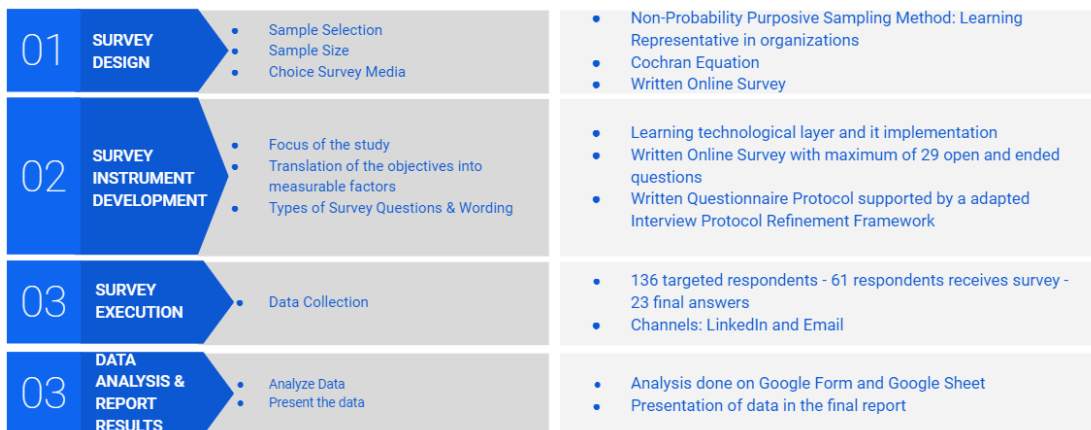 01
SURVEY
DESIGN
Sample Selection
Sample Size
Choice Survey Media
Non-Probability Purposive Sampling Method: Learning
Representative in organizations
Cochran Equation
Written Online Survey
02
SURVEY
INSTRUMENT
DEVELOPMENT
Focus of the study
Translation of the objectives into
measurable factors
Types of Survey Questions & Wording
Learning technological layer and it implementation
Written Online Survey with maximum of 29 open and ended
questions
Written Questionnaire Protocol supported by a adapted
Interview Protocol Refinement Framework
03
SURVEY
EXECUTION
Data Collection
136 targeted respondents - 61 respondents receives survey -
23 final answers
Channels: LinkedIn and Email
03
DATA
ANALYSIS &
REPORT
RESULTS
Analyze Data
Present the data
Analysis done on Google Form and Google Sheet
Presentation of data in the final report